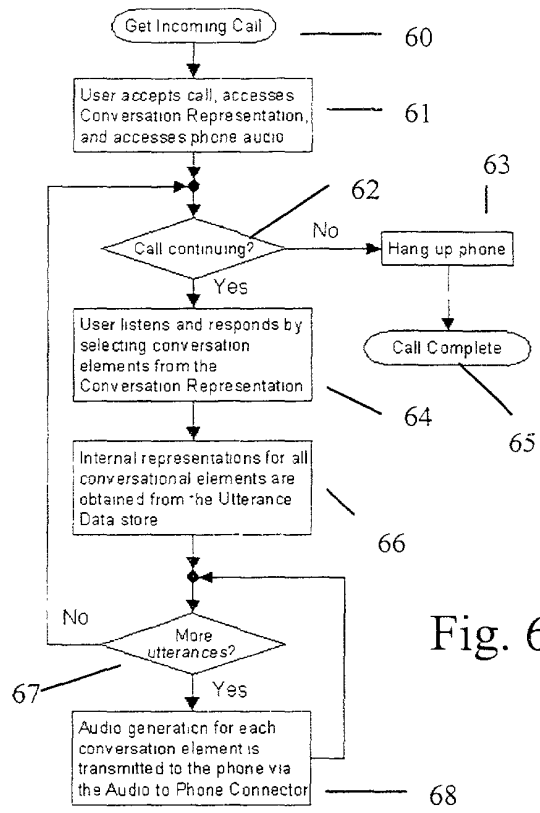 Get Incoming Call
60
User accepts call, accesses
Conversation Representation,
and accesses phone audio
61
62
63
Call continuing?
No
Hang up phone
Yes
Call Complete
65
User listens and responds by
selecting conversation
elements from the
Conversation Representation
64
Internal representations for all
conversational elements are
obtained from the Utterance
Data store
66
No
More
utterances?
Fig. 6
67
Yes
Audio generation for each
conversation element is
transmitted to the phone via
the Audio to Phone Connector
68